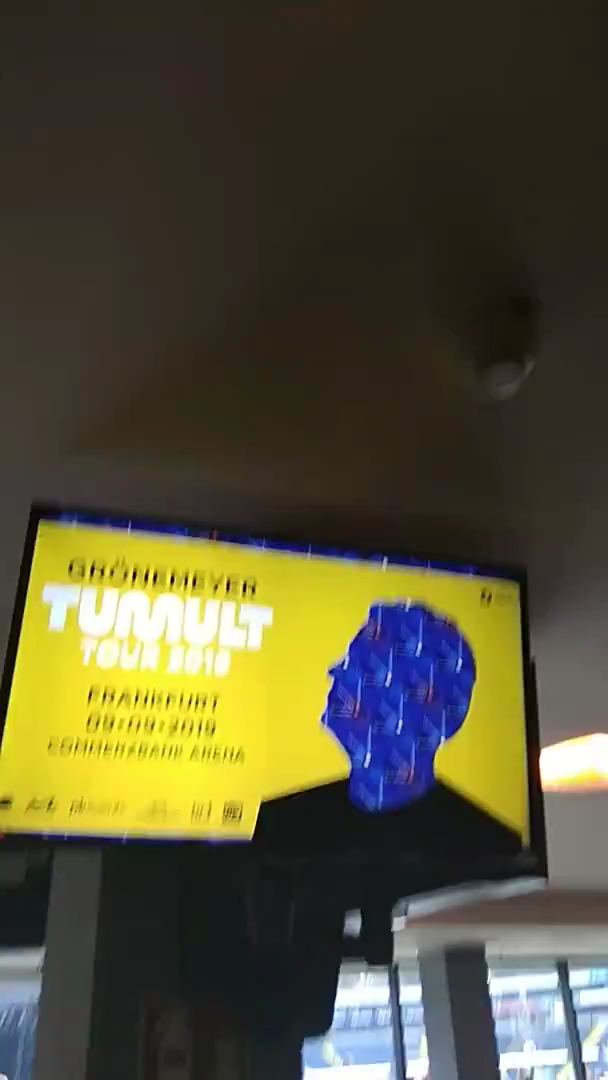 GRÖNEMEYER
TUMULT
TOUR 2019
FRANKFURT
09•09•2019
COMMERZBANK ARENA